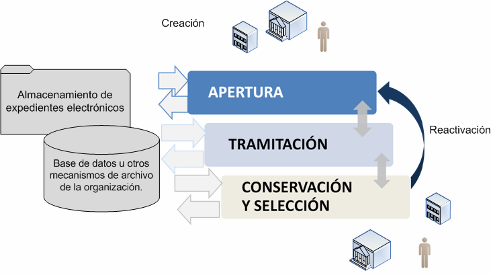 Creación
Almacenamiento de
expedientes electrónicos
APERTURA
Reactivación
TRAMITACIÓN
Base de datos u otros
mecanismos de archivo
de la organización.
CONSERVACIÓN
Y SELECCIÓN